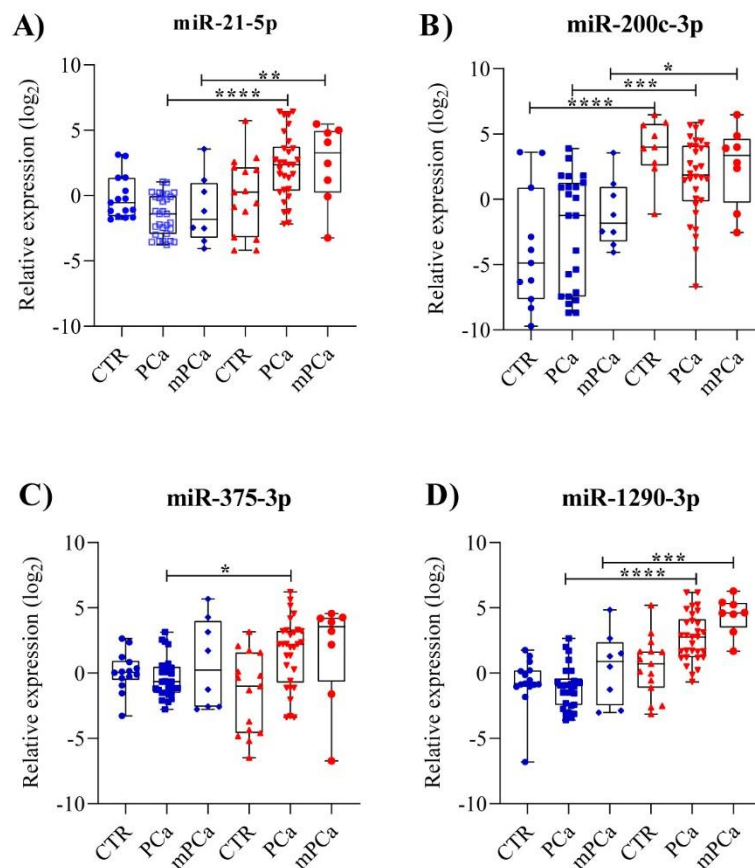 A)
miR-21-5p
Relative expression (log2)
10
5
0
-5
-10
**
****
CTR
PCa
mPCa
CTR
PCa
mPCa
B)
miR-200c-3p
Relative expression (log2)
10
5
0
-5
-10
*
***
****
CTR
PCa
mPCa
CTR
PCa
mPCa
C)
miR-375-3p
Relative expression (log2)
10
5
0
-5
-10
*
CTR
PCa
mPCa
CTR
PCa
mPCa
D)
miR-1290-3p
Relative expression (log2)
10
5
0
-5
-10
***
****
CTR
PCa
mPCa
CTR
PCa
mPCa